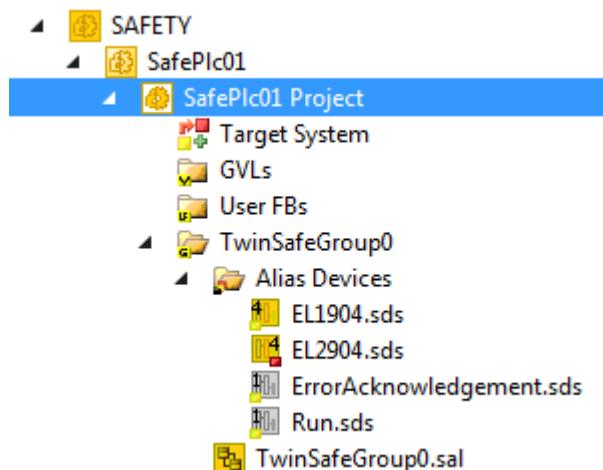 SAFETY
SafePlc01
SafePlc01 Project
Target System
GVLs
User FBs
TwinSafeGroup0
Alias Devices
EL1904.sds
EL2904.sds
ErrorAcknowledgement.sds
Run.sds
TwinSafeGroup0.sal